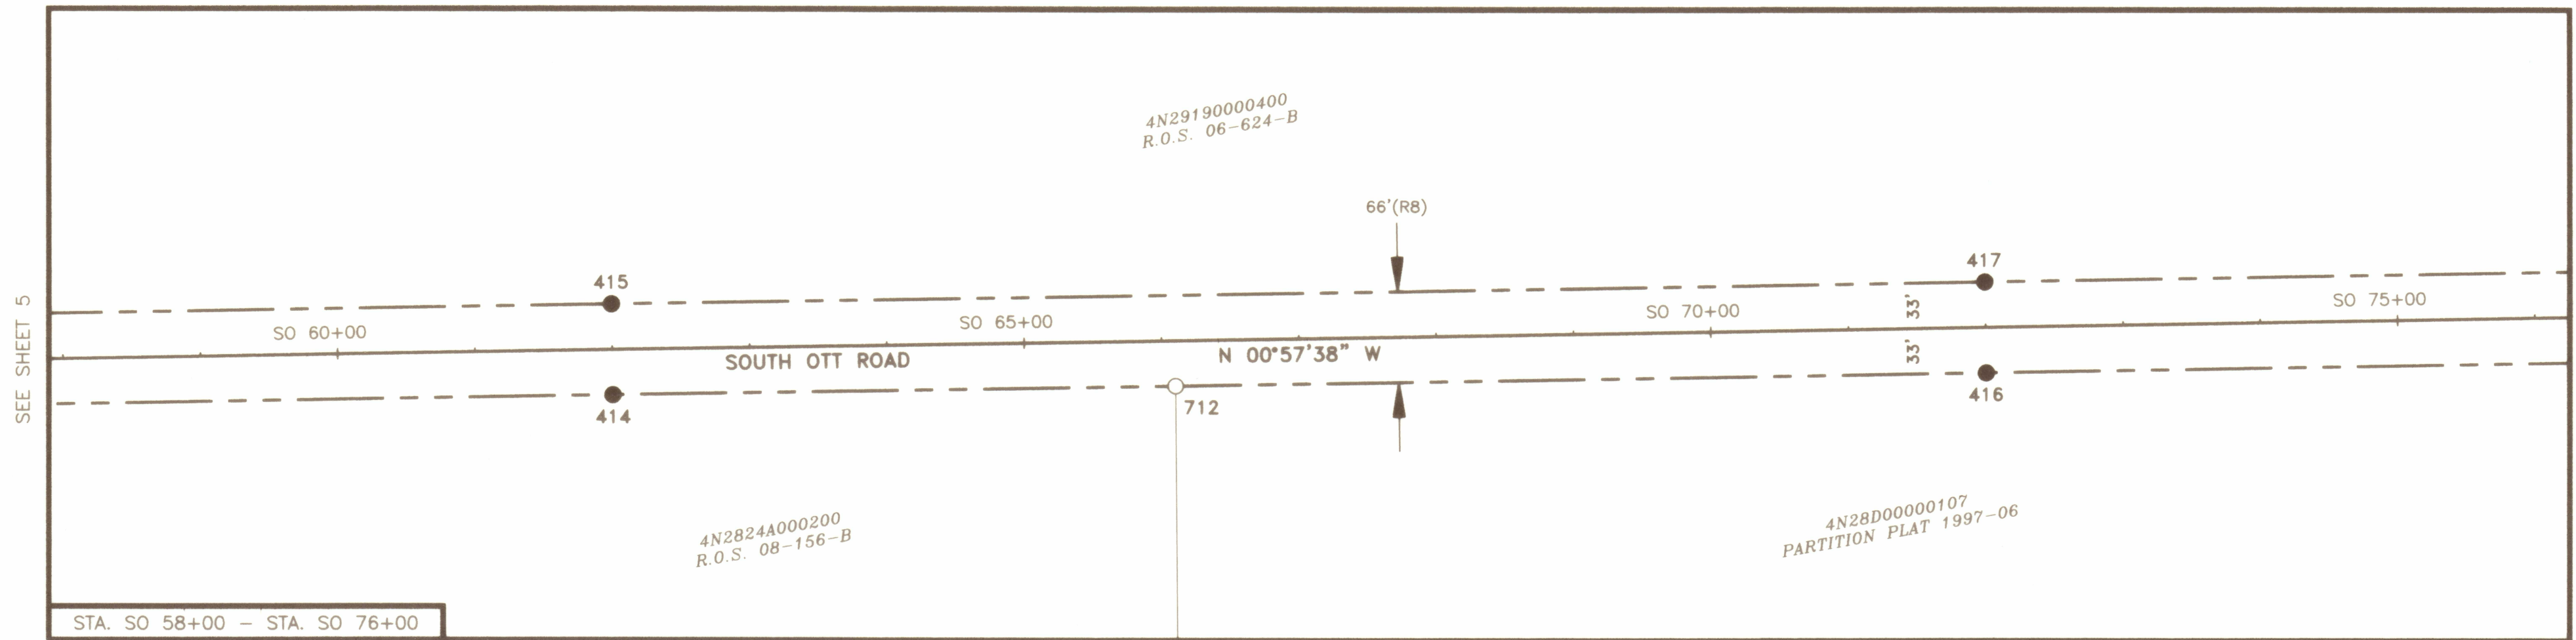 4N29190000400
R.O.S. 06-624-B
66'(R8)
415
417
SEE SHEET 5
SO 60+00
SO 65+00
SO 70+00
33'
SO 75+00
SOUTH OTT ROAD
N 00°57'38" W
33'
414
712
416
4N2824A000200
R.O.S. 08-156-B
4N28D00000107
PARTITION PLAT 1997-06
STA. SO 58+00 - STA. SO 76+00